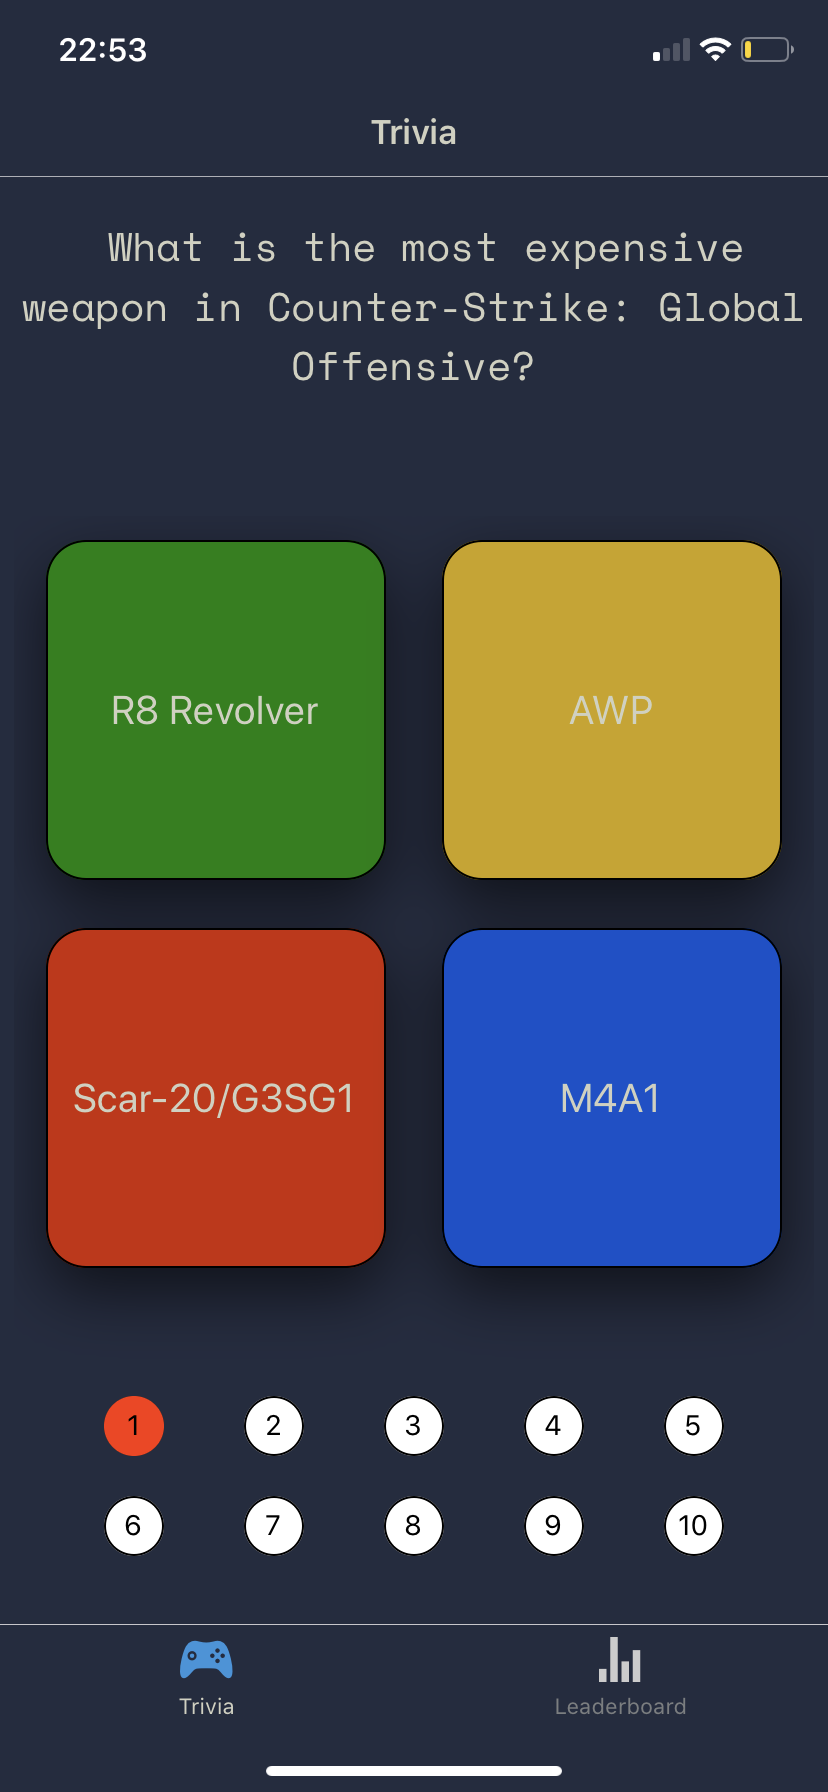 22:53
Trivia
What is the most expensive
weapon in Counter-Strike: Global
Offensive?
R8 Revolver
AWP
Scar-20/G3SG1
M4A1
1 2 3 4 5
6 7 8 9 10
Trivia
Leaderboard